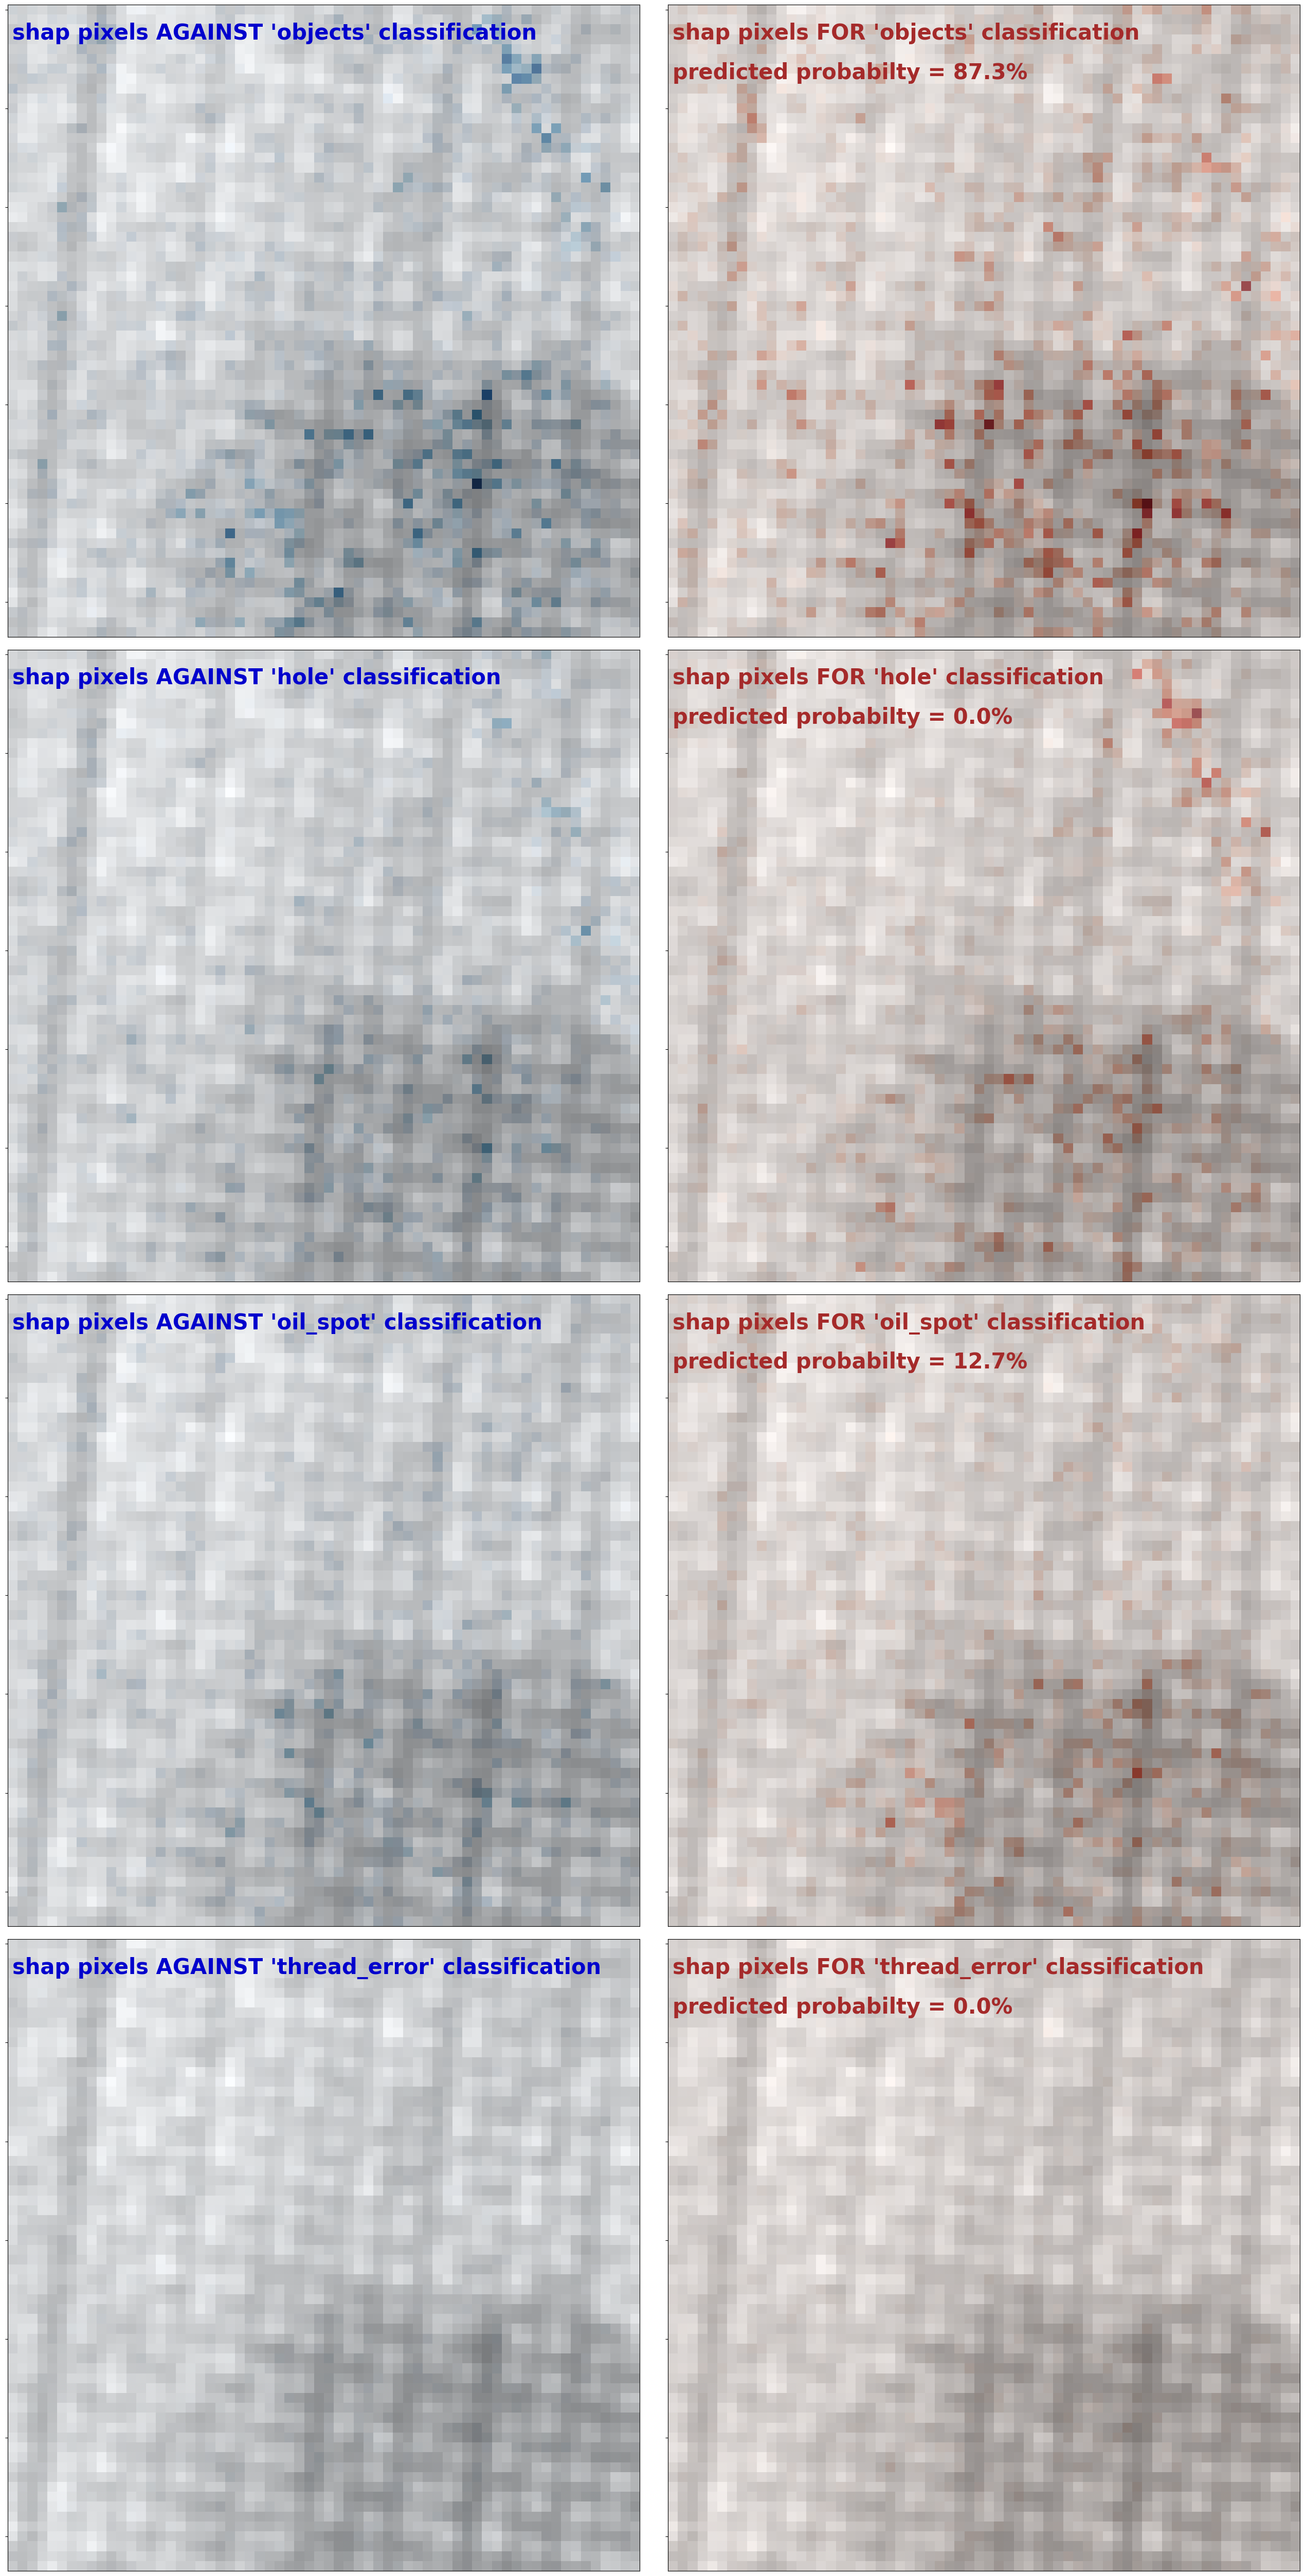 shap pixels AGAINST 'objects' classification
shap pixels FOR 'objects' classification
predicted probabilty = 87.3%
shap pixels AGAINST 'hole' classification
shap pixels FOR 'hole' classification
predicted probabilty = 0.0%
shap pixels AGAINST 'oil_spot' classification
shap pixels FOR 'oil_spot' classification
predicted probabilty = 12.7%
shap pixels AGAINST 'thread_error' classification
shap pixels FOR 'thread_error' classification
predicted probabilty = 0.0%